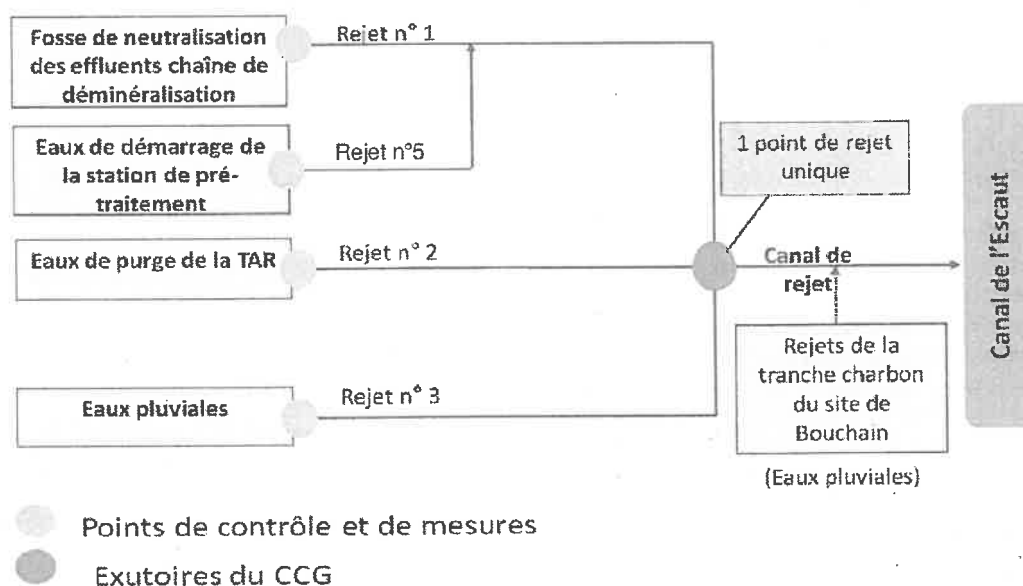 Fosse de neutralisation
des effluents chaîne de
déminéralisation
Rejet n° 1
Eaux de démarrage de
la station de pré-
traitement
Rejet n°5
1 point de rejet
unique
Eaux de purge de la TAR
Rejet n° 2
Canal de
rejet
Canal de l'Escaut
Rejets de la
tranche charbon
du site de
Bouchain
(Eaux pluviales)
Eaux pluviales
Rejet n° 3
Points de contrôle et de mesures
Exutoires du CCG